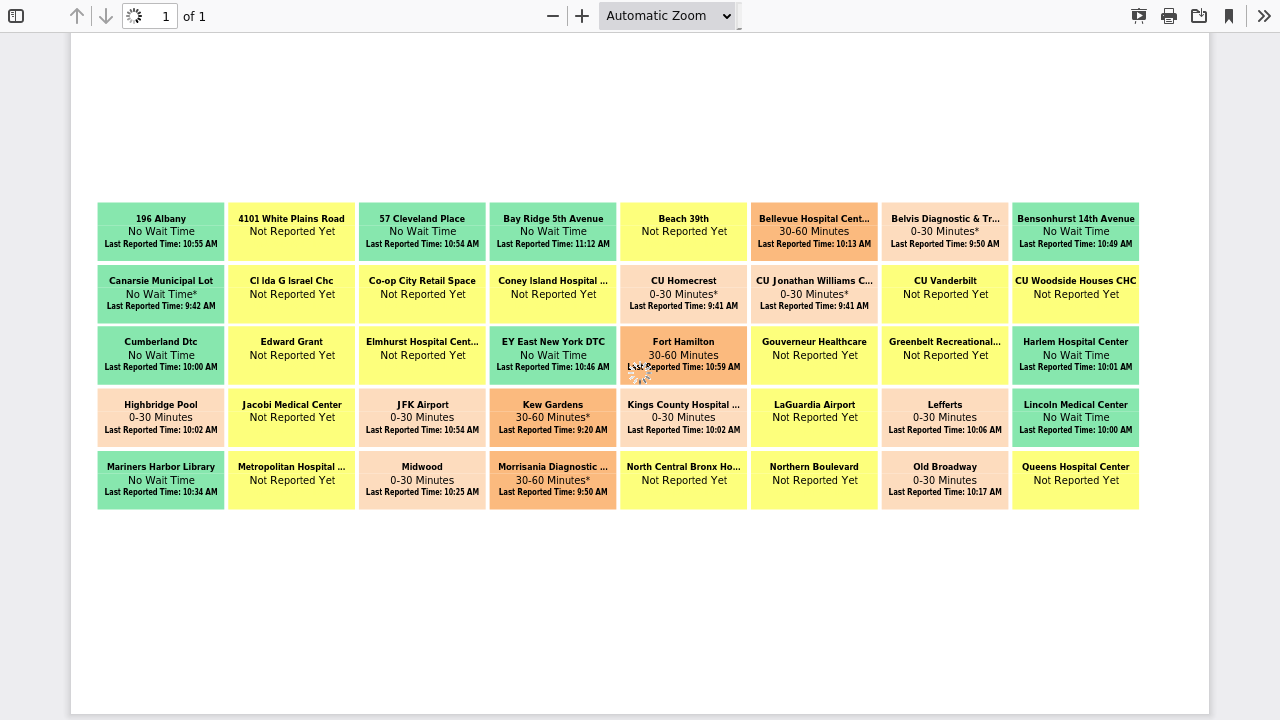 1 of 1 Automatic Zoom
196 Albany
No Wait Time
Last Reported Time: 10:55 AM
4101 White Plains Road
Not Reported Yet
57 Cleveland Place
No Wait Time
Last Reported Time: 10:54 AM
Bay Ridge 5th Avenue
No Wait Time
Last Reported Time: 11:12 AM
Beach 39th
Not Reported Yet
Bellevue Hospital Cent...
30-60 Minutes
Last Reported Time: 10:13 AM
Belvis Diagnostic & Tr...
0-30 Minutes*
Last Reported Time: 9:50 AM
Bensonhurst 14th Avenue
No Wait Time
Last Reported Time: 10:49 AM
Canarsie Municipal Lot
No Wait Time*
Last Reported Time: 9:42 AM
CI Ida G Israel Chc
Not Reported Yet
Co-op City Retail Space
Not Reported Yet
Coney Island Hospital ...
Not Reported Yet
CU Homecrest
0-30 Minutes*
Last Reported Time: 9:41 AM
CU Jonathan Williams C...
0-30 Minutes*
Last Reported Time: 9:41 AM
CU Vanderbilt
Not Reported Yet
CU Woodside Houses CHC
Not Reported Yet
Cumberland Dtc
No Wait Time
Last Reported Time: 10:00 AM
Edward Grant
Not Reported Yet
Elmhurst Hospital Cent...
Not Reported Yet
EY East New York DTC
No Wait Time
Last Reported Time: 10:46 AM
Fort Hamilton
30-60 Minutes
Last Reported Time: 10:59 AM
Gouverneur Healthcare
Not Reported Yet
Greenbelt Recreational...
Not Reported Yet
Harlem Hospital Center
No Wait Time
Last Reported Time: 10:01 AM
Highbridge Pool
0-30 Minutes
Last Reported Time: 10:02 AM
Jacobi Medical Center
Not Reported Yet
JFK Airport
0-30 Minutes
Last Reported Time: 10:54 AM
Kew Gardens
30-60 Minutes*
Last Reported Time: 9:20 AM
Kings County Hospital ...
0-30 Minutes
Last Reported Time: 10:02 AM
LaGuardia Airport
Not Reported Yet
Lefferts
0-30 Minutes
Last Reported Time: 10:06 AM
Lincoln Medical Center
No Wait Time
Last Reported Time: 10:00 AM
Mariners Harbor Library
No Wait Time
Last Reported Time: 10:34 AM
Metropolitan Hospital ...
Not Reported Yet
Midwood
0-30 Minutes
Last Reported Time: 10:25 AM
Morrisania Diagnostic ...
30-60 Minutes*
Last Reported Time: 9:50 AM
North Central Bronx Ho...
Not Reported Yet
Northern Boulevard
Not Reported Yet
Old Broadway
0-30 Minutes
Last Reported Time: 10:17 AM
Queens Hospital Center
Not Reported Yet